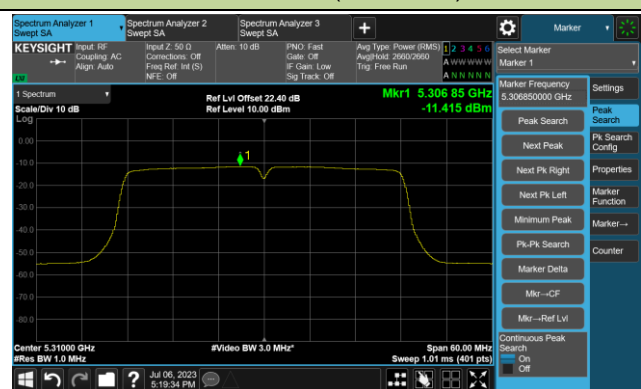 Spectrum Analyzer 1
Swept SA
Spectrum Analyzer 2
Swept SA
Spectrum Analyzer 3
Swept SA
Marker
KEYSIGHT
Input: RF
Coupling: AC
Align: Auto
Input Z: 50 Ω
Corrections: Off
Freq Ref: Int (S)
NFE: Off
Atten: 10 dB
PNO: Fast
Gate: Off
IF Gain: Low
Sig Track: Off
Avg Type: Power (RMS)
Avg|Hold: 2660/2660
Trig: Free Run
1 2 3 4 5 6
A W W W W W
A N N N N N
LXI
Select Marker
Marker 1
1 Spectrum
Scale/Div 10 dB
Log
Ref Lvl Offset 22.40 dB
Ref Level 10.00 dBm
Mkr1 5.306 85 GHz
-11.415 dBm
1
0.00
-10.0
-20.0
-30.0
-40.0
-50.0
-60.0
-70.0
-80.0
Center 5.31000 GHz
#Res BW 1.0 MHz
#Video BW 3.0 MHz*
Span 60.00 MHz
Sweep 1.01 ms (401 pts)
Marker Frequency
5.306850000 GHz
Peak Search
Next Peak
Next Pk Right
Next Pk Left
Minimum Peak
Pk-Pk Search
Marker Delta
Mkr→CF
Mkr→Ref Lvl
Continuous Peak
Search
On
Off
Settings
Peak
Search
Pk Search
Config
Properties
Marker
Function
Marker→
Counter
Jul 06, 2023
5:19:34 PM